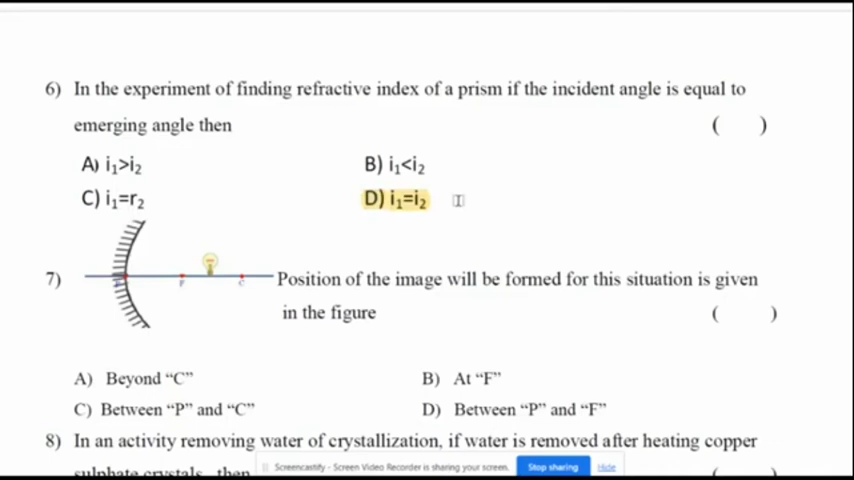 6) In the experiment of finding refractive index of a prism if the incident angle is equal to
emerging angle then ( )
A) i₁>i₂ B) i₁<i₂
C) i₁=r₂ D) i₁=i₂
7) Position of the image will be formed for this situation is given
F C
in the figure ( )
A) Beyond “C” B) At “F”
C) Between “P” and “C” D) Between “P” and “F”
8) In an activity removing water of crystallization, if water is removed after heating copper
sulphate crystals, then
Screencastify - Screen Video Recorder is sharing your screen. Stop sharing Hide